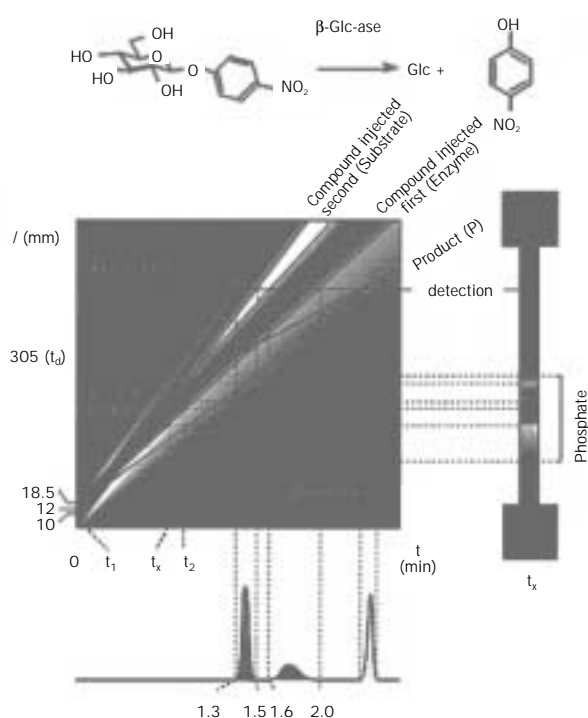 β-Glc-ase
OH
HO
HO
O
O
OH
NO2
Glc +
OH
NO2
Compound injected
second (Substrate)
Compound injected
first (Enzyme)
Product (P)
l (mm)
detection
305 (td)
Phosphate
18.5
12
10
0
t1
tx
t2
t
(min)
tx
1.3
1.5
1.6
2.0